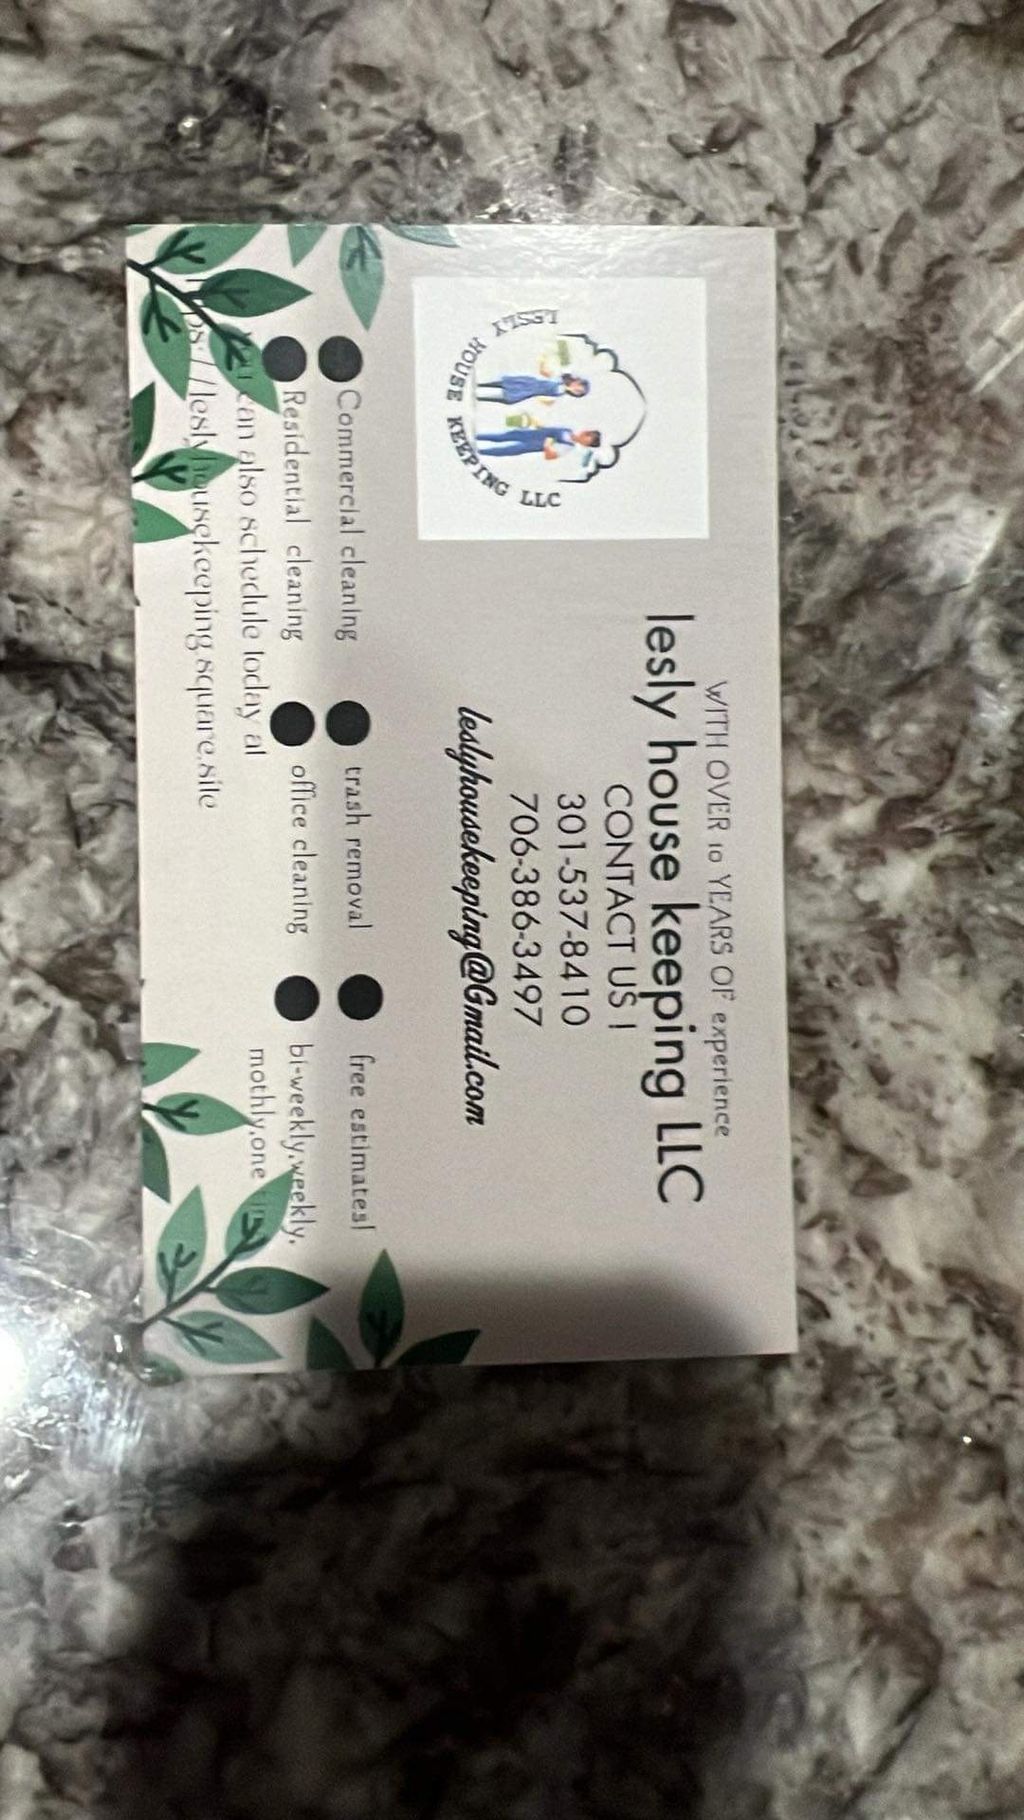 WITH OVER 10 YEARS OF experience
lesly house keeping LLC
CONTACT US !
301-537-8410
706-386-3497
leslyhousekeeping@Gmail.com
LESLY HOUSE KEEPING LLC
Commercial cleaning
trash removal
free estimates!
Residential cleaning
office cleaning
bi-weekly,weekly,
mothly,one
can also schedule today at
https://leslyhousekeeping.square.site